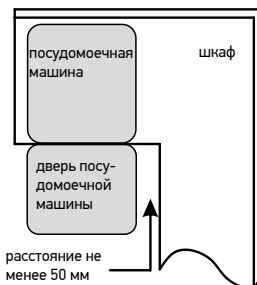 посудомоечная
машина
шкаф
дверь посу-
домоечной
машины
расстояние не
менее 50 мм